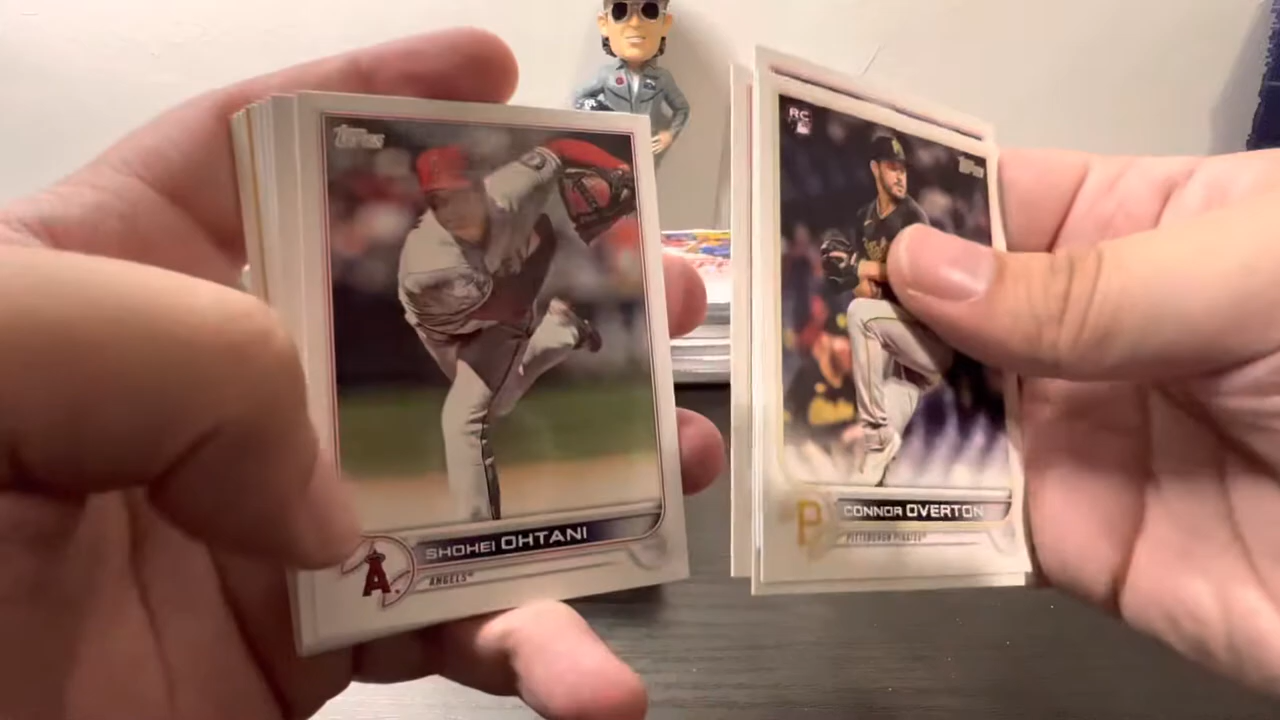 Topps
SHOHEI OHTANI
A
ANGELS
RC
Topps
P
CONNOR OVERTON
PITTSBURGH PIRATES